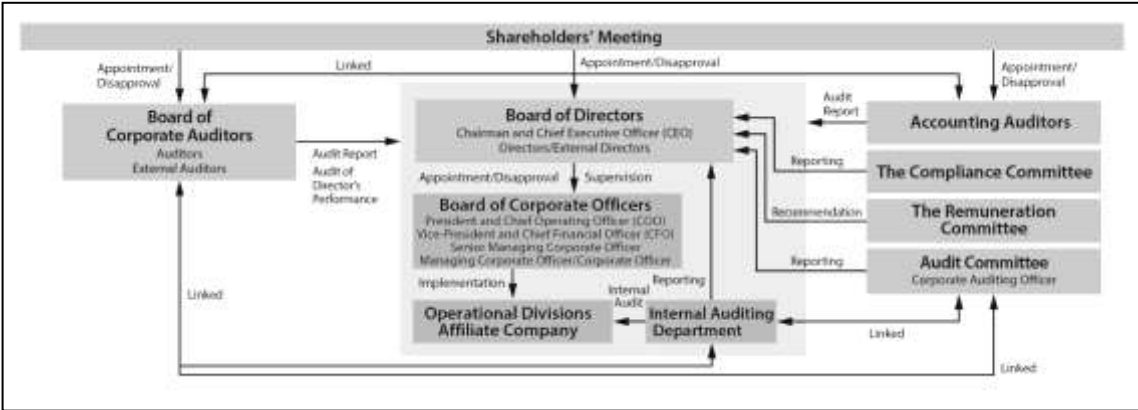 Shareholders' Meeting
Appointment/
Disapproval
Linked
Appointment/Disapproval
Appointment/
Disapproval
Board of
Corporate Auditors
Auditors
External Auditors
Audit Report
Audit of
Director's
Performance
Board of Directors
Chairman and Chief Executive Officer (CEO)
Directors/External Directors
Audit
Report
Accounting Auditors
Reporting
The Compliance Committee
Appointment/Disapproval
Supervision
Recommendation
The Remuneration
Committee
Board of Corporate Officers
President and Chief Operating Officer (COO)
Vice-President and Chief Financial Officer (CFO)
Senior Managing Corporate Officer
Managing Corporate Officer/Corporate Officer
Reporting
Audit Committee
Corporate Auditing Officer
Implementation
Reporting
Internal
Audit
Linked
Operational Divisions
Affiliate Company
Internal Auditing
Department
Linked
Linked